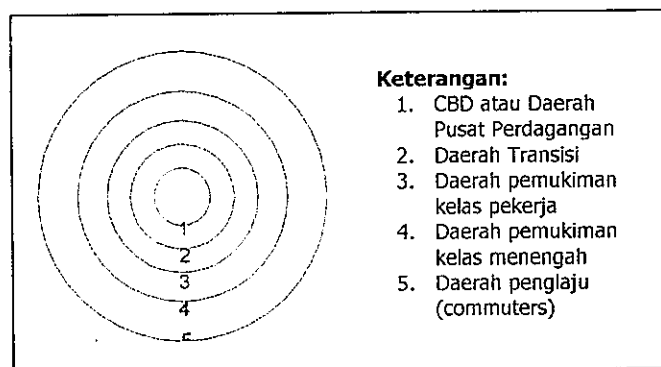 Keterangan:
1. CBD atau Daerah
Pusat Perdagangan
2. Daerah Transisi
3. Daerah pemukiman
kelas pekerja
4. Daerah pemukiman
kelas menengah
5. Daerah penglaju
(commuters)
1
2
3
4
5